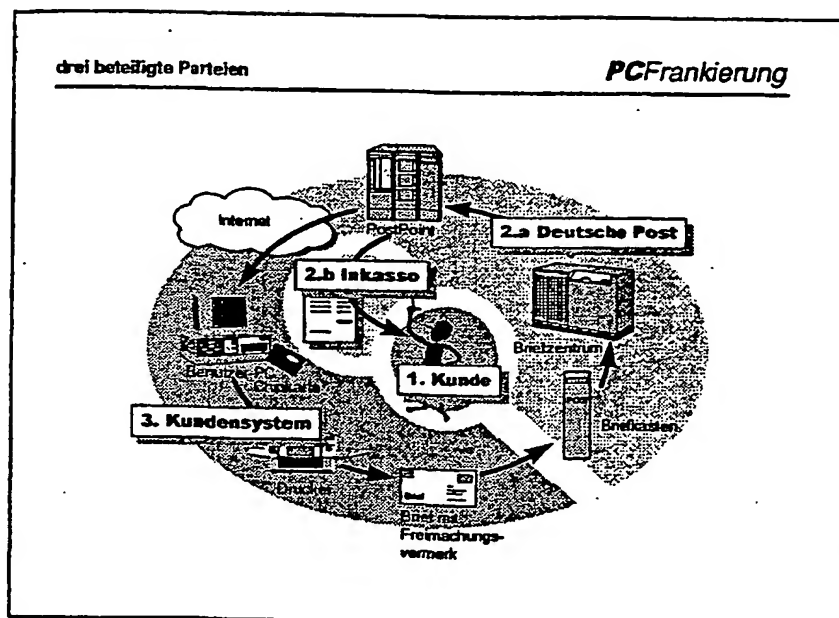 drei beteiligte Parteien
PCFrankierung
Internet
PostPoint
2.a Deutsche Post
2.b Inkasso
Briefzentrum
Benutzer-PC
Chipkarte
1. Kunde
3. Kundensystem
Briefkasten
Drucker
Brief mit
Freimachungs-
vermerk